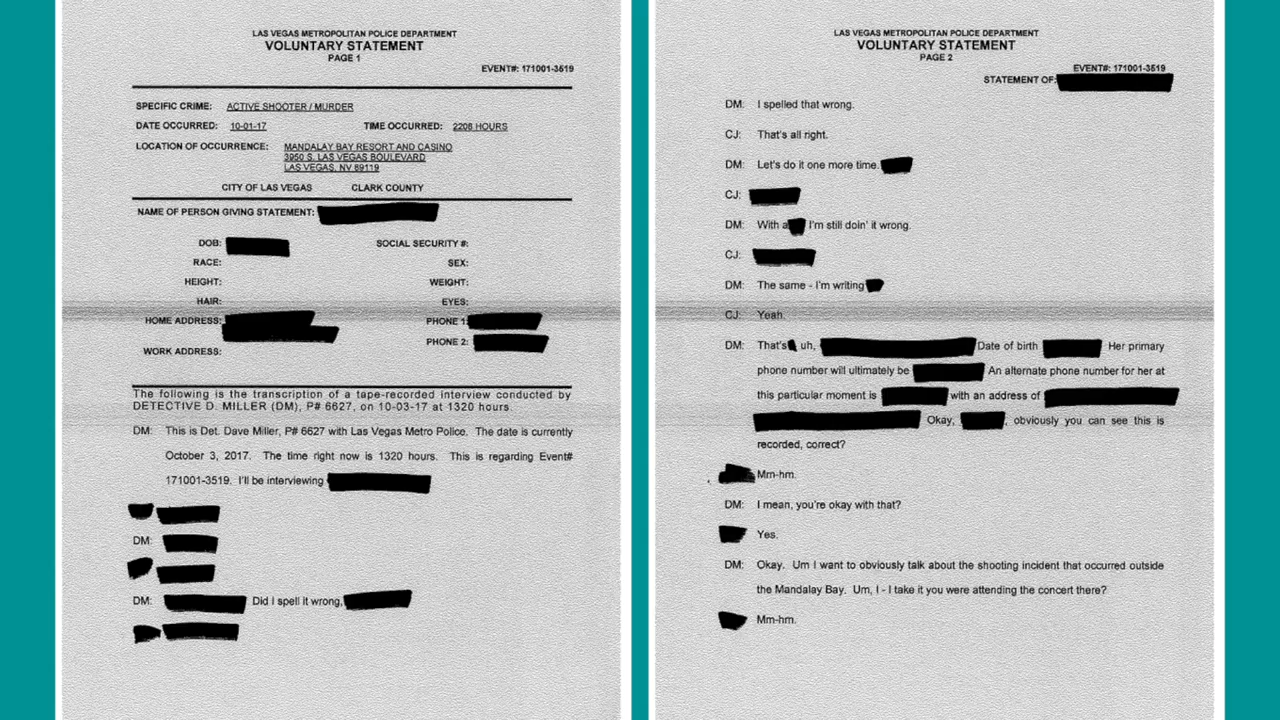 LAS VEGAS METROPOLITAN POLICE DEPARTMENT
VOLUNTARY STATEMENT
PAGE 1
EVENT#: 171001-3519
SPECIFIC CRIME: ACTIVE SHOOTER / MURDER
DATE OCCURRED: 10-01-17 TIME OCCURRED: 2208 HOURS
LOCATION OF OCCURRENCE: MANDALAY BAY RESORT AND CASINO
3950 S. LAS VEGAS BOULEVARD
LAS VEGAS, NV 89119
CITY OF LAS VEGAS CLARK COUNTY
NAME OF PERSON GIVING STATEMENT:
DOB: SOCIAL SECURITY #:
RACE: SEX:
HEIGHT: WEIGHT:
HAIR: EYES:
HOME ADDRESS: PHONE 1:
PHONE 2:
WORK ADDRESS:
The following is the transcription of a tape-recorded interview conducted by
DETECTIVE D. MILLER (DM), P# 6627, on 10-03-17 at 1320 hours.
DM: This is Det. Dave Miller, P# 6627 with Las Vegas Metro Police. The date is currently
October 3, 2017. The time right now is 1320 hours. This is regarding Event#
171001-3519. I'll be interviewing
DM:
DM: Did I spell it wrong,
LAS VEGAS METROPOLITAN POLICE DEPARTMENT
VOLUNTARY STATEMENT
PAGE 2
EVENT#: 171001-3519
STATEMENT OF:
DM: I spelled that wrong.
CJ: That's all right.
DM: Let's do it one more time.
CJ:
DM: With a I'm still doin' it wrong.
CJ:
DM: The same - I'm writing
CJ: Yeah.
DM: That's uh, Date of birth Her primary
phone number will ultimately be An alternate phone number for her at
this particular moment is with an address of
Okay, , obviously you can see this is
recorded, correct?
Mm-hm.
DM: I mean, you're okay with that?
Yes.
DM: Okay. Um I want to obviously talk about the shooting incident that occurred outside
the Mandalay Bay. Um, I - I take it you were attending the concert there?
Mm-hm.